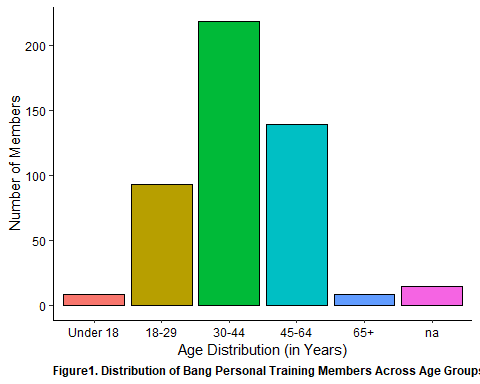 200
150
100
50
0
Number of Members
Under 18 18-29 30-44 45-64 65+ na
Age Distribution (in Years)
Figure1. Distribution of Bang Personal Training Members Across Age Groups